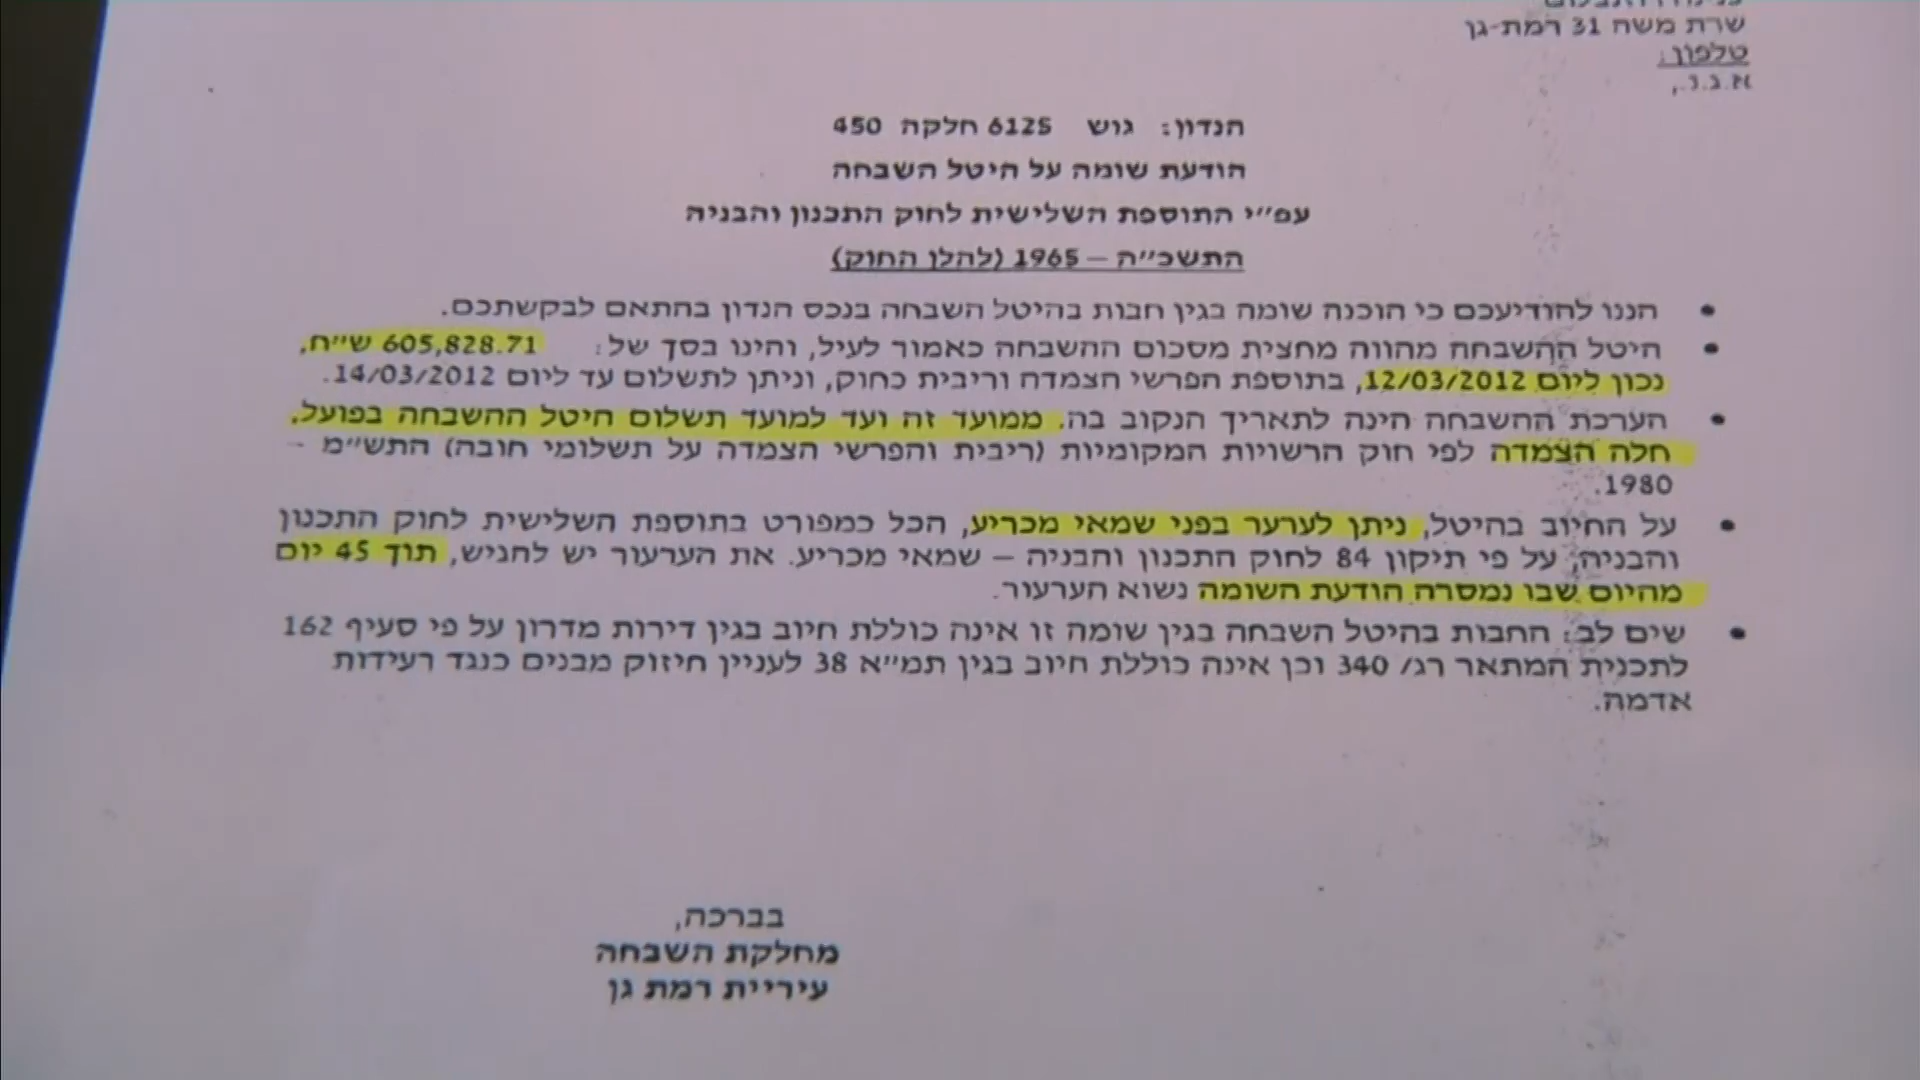 שרת משה 31 רמת-גן
טלפון:
א.ג.נ.,
הנדון: גוש 6125 חלקה 450
הודעת שומה על היטל השבחה
עפ״י התוספת השלישית לחוק התכנון והבניה
התשכ״ה – 1965 (להלן החוק)
• הננו להודיעכם כי הוכנה שומה בגין חבות בהיטל השבחה בנכס הנדון בהתאם לבקשתכם.
• היטל ההשבחה מהווה מחצית מסכום ההשבחה כאמור לעיל, והינו בסך של: 605,828.71 ש״ח,
נכון ליום 12/03/2012, בתוספת הפרשי הצמדה וריבית כחוק, וניתן לתשלום עד ליום 14/03/2012.
• הערכת ההשבחה הינה לתאריך הנקוב בה. ממועד זה ועד למועד תשלום היטל ההשבחה בפועל,
חלה הצמדה לפי חוק הרשויות המקומיות (ריבית והפרשי הצמדה על תשלומי חובה) התש״מ -
1980.
• על החיוב בהיטל, ניתן לערער בפני שמאי מכריע, הכל כמפורט בתוספת השלישית לחוק התכנון
והבניה, על פי תיקון 84 לחוק התכנון והבניה – שמאי מכריע. את הערעור יש להגיש, תוך 45 יום
מהיום שבו נמסרה הודעת השומה נשוא הערעור.
• שים לב: החבות בהיטל השבחה בגין שומה זו אינה כוללת חיוב בגין דירות מדרון על פי סעיף 162
לתכנית המתאר רג/ 340 וכן אינה כוללת חיוב בגין תמ״א 38 לעניין חיזוק מבנים כנגד רעידות
אדמה.
בברכה,
מחלקת השבחה
עיריית רמת גן